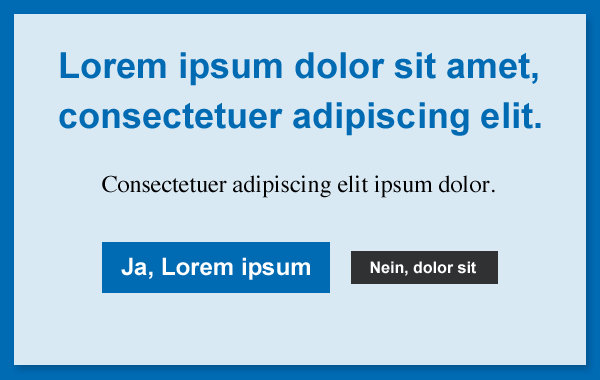 Lorem ipsum dolor sit amet,
consectetuer adipiscing elit.
Consectetuer adipiscing elit ipsum dolor.
Ja, Lorem ipsum
Nein, dolor sit